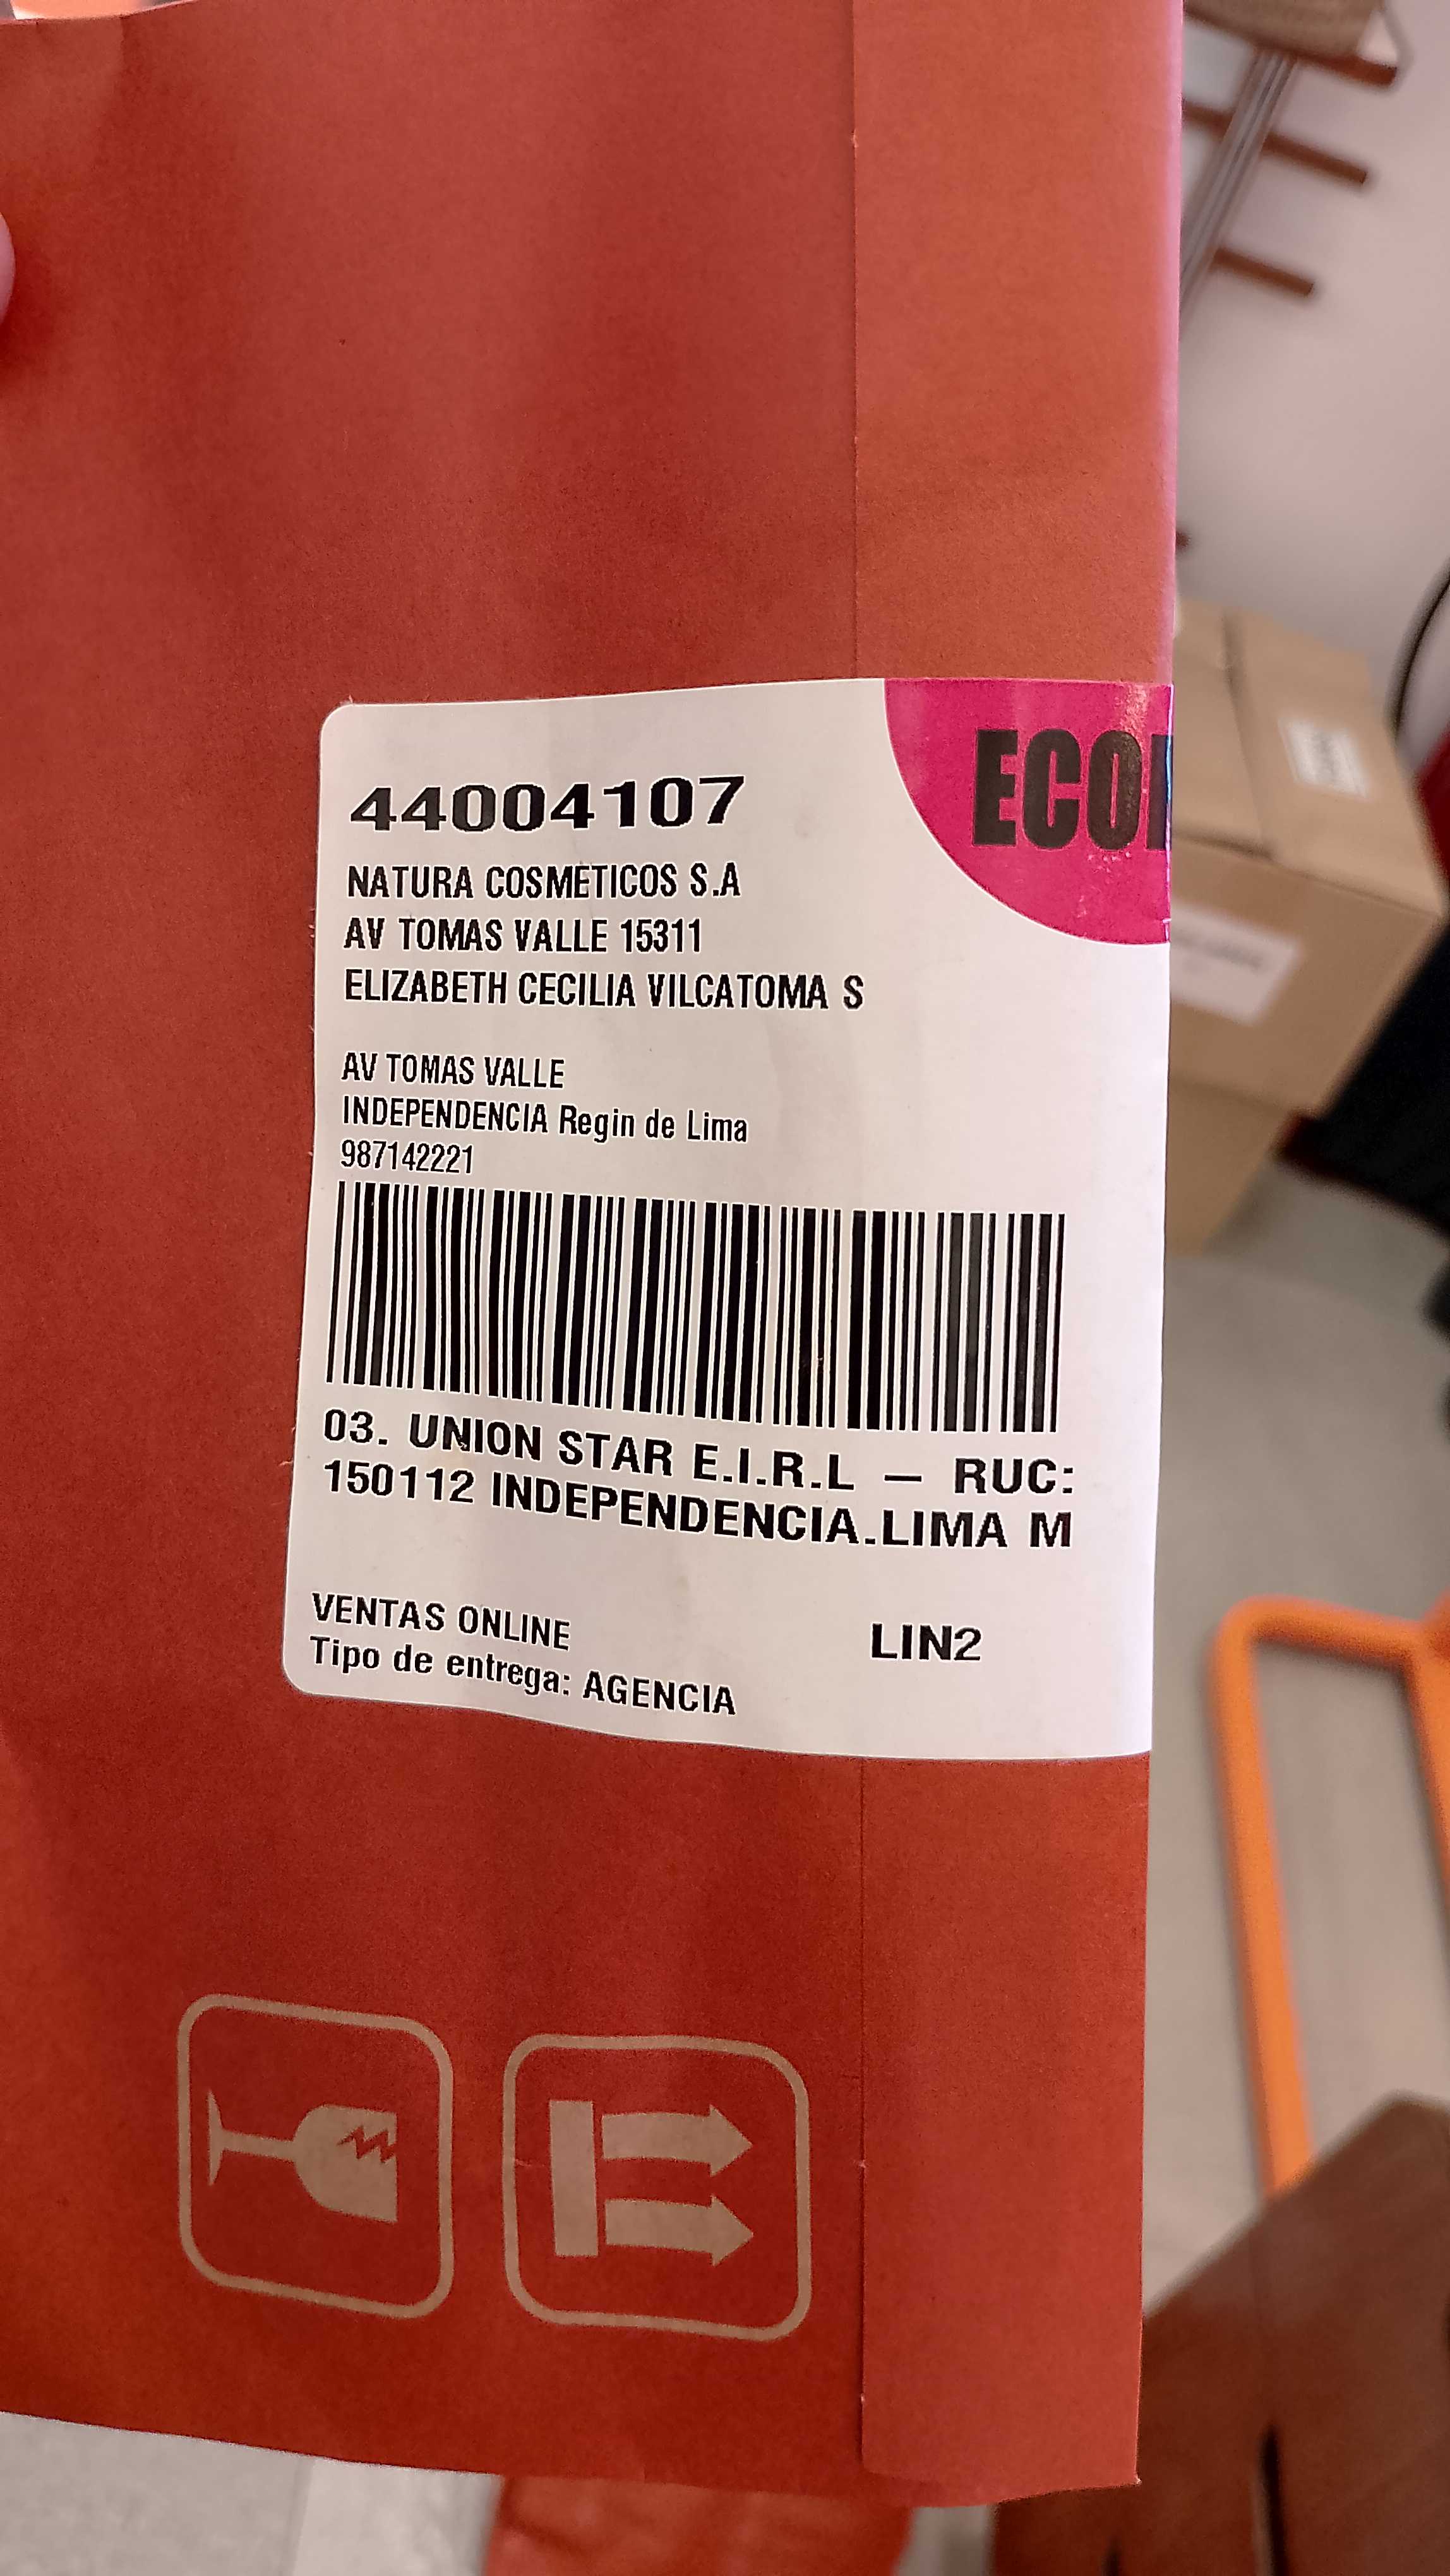 ECO
44004107
NATURA COSMETICOS S.A
AV TOMAS VALLE 15311
ELIZABETH CECILIA VILCATOMA S
AV TOMAS VALLE
INDEPENDENCIA Regin de Lima
987142221
03. UNION STAR E.I.R.L — RUC:
150112 INDEPENDENCIA.LIMA M
VENTAS ONLINE
LIN2
Tipo de entrega: AGENCIA